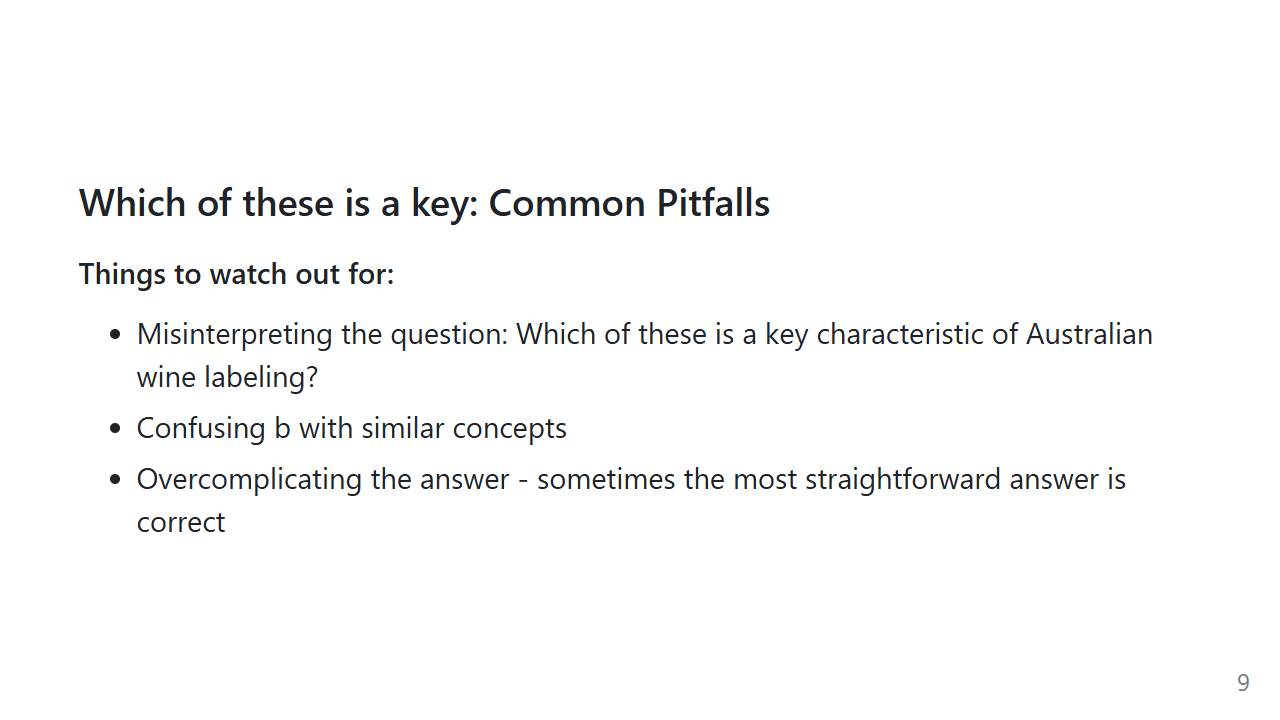 Which of these is a key: Common Pitfalls
Things to watch out for:
• Misinterpreting the question: Which of these is a key characteristic of Australian
wine labeling?
• Confusing b with similar concepts
• Overcomplicating the answer - sometimes the most straightforward answer is
correct
9